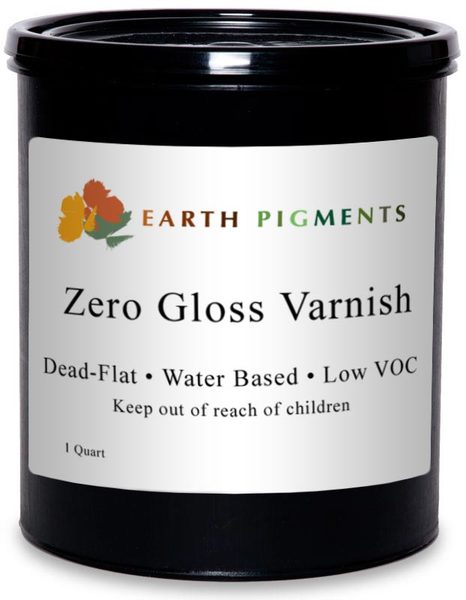 EARTH PIGMENTS
Zero Gloss Varnish
Dead-Flat • Water Based • Low VOC
Keep out of reach of children
1 Quart